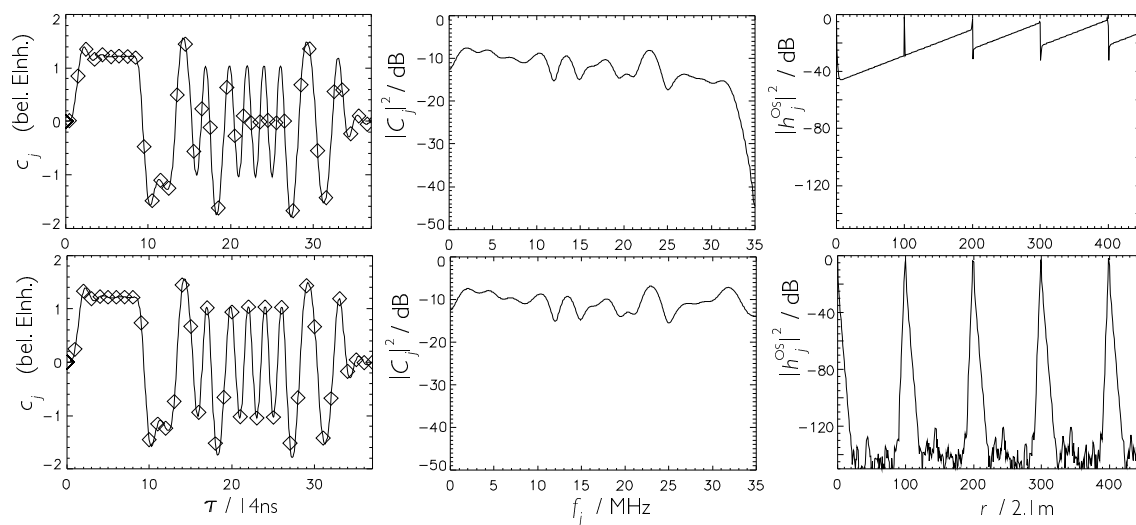 2
1
0
-1
-2
c_j (bel. EInh.)
0 10 20 30
0
-10
-20
-30
-40
-50
|C_j|² / dB
0 5 10 15 20 25 30 35
0
-40
-80
-120
|h_j^OS|² / dB
0 100 200 300 400
2
1
0
-1
-2
c_j (bel. EInh.)
0 10 20 30
τ / 14ns
0
-10
-20
-30
-40
-50
|C_j|² / dB
0 5 10 15 20 25 30 35
f_i / MHz
0
-40
-80
-120
|h_j^OS|² / dB
0 100 200 300 400
r / 2.1m